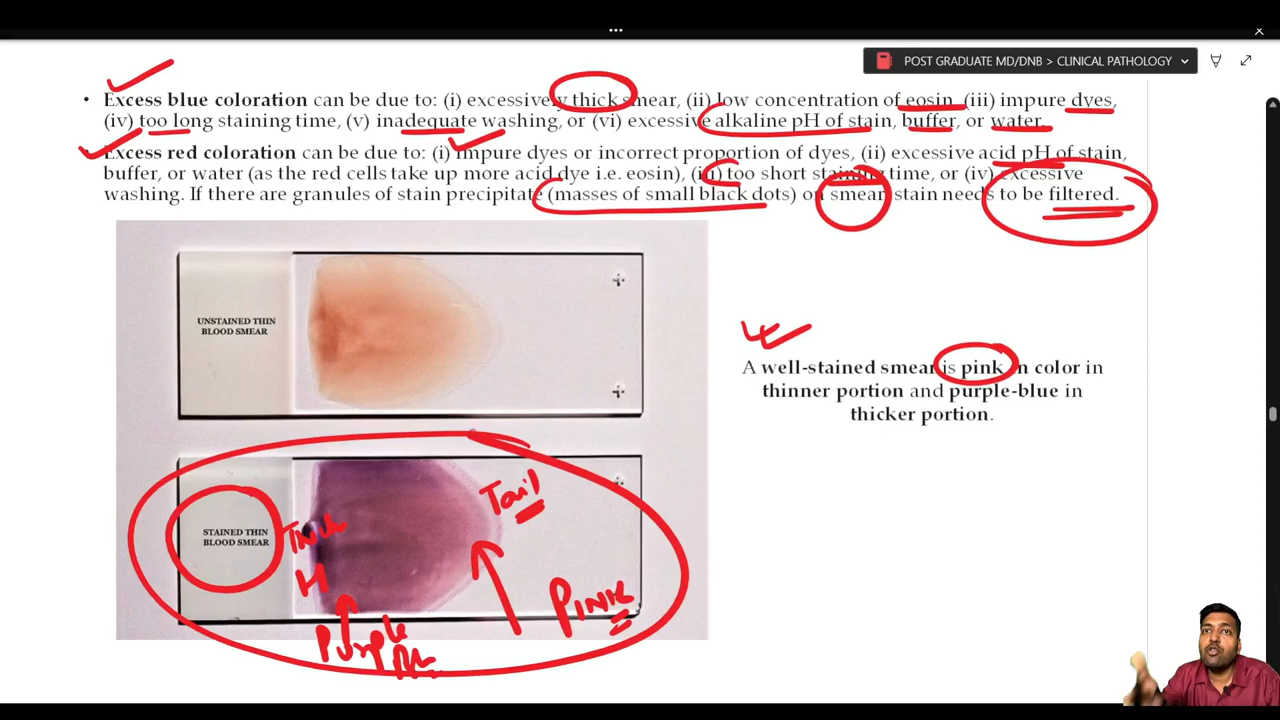 POST GRADUATE MD/DNB > CLINICAL PATHOLOGY
• Excess blue coloration can be due to: (i) excessively thick smear, (ii) low concentration of eosin, (iii) impure dyes,
(iv) too long staining time, (v) inadequate washing, or (vi) excessive alkaline pH of stain, buffer, or water.
• Excess red coloration can be due to: (i) impure dyes or incorrect proportion of dyes, (ii) excessive acid pH of stain,
buffer, or water (as the red cells take up more acid dye i.e. eosin), (iii) too short staining time, or (iv) excessive
washing. If there are granules of stain precipitate (masses of small black dots) on smear, stain needs to be filtered.
UNSTAINED THIN
BLOOD SMEAR
A well-stained smear is pink in color in
thinner portion and purple-blue in
thicker portion.
STAINED THIN
BLOOD SMEAR
Thick
H
Tail
Pink
Purple